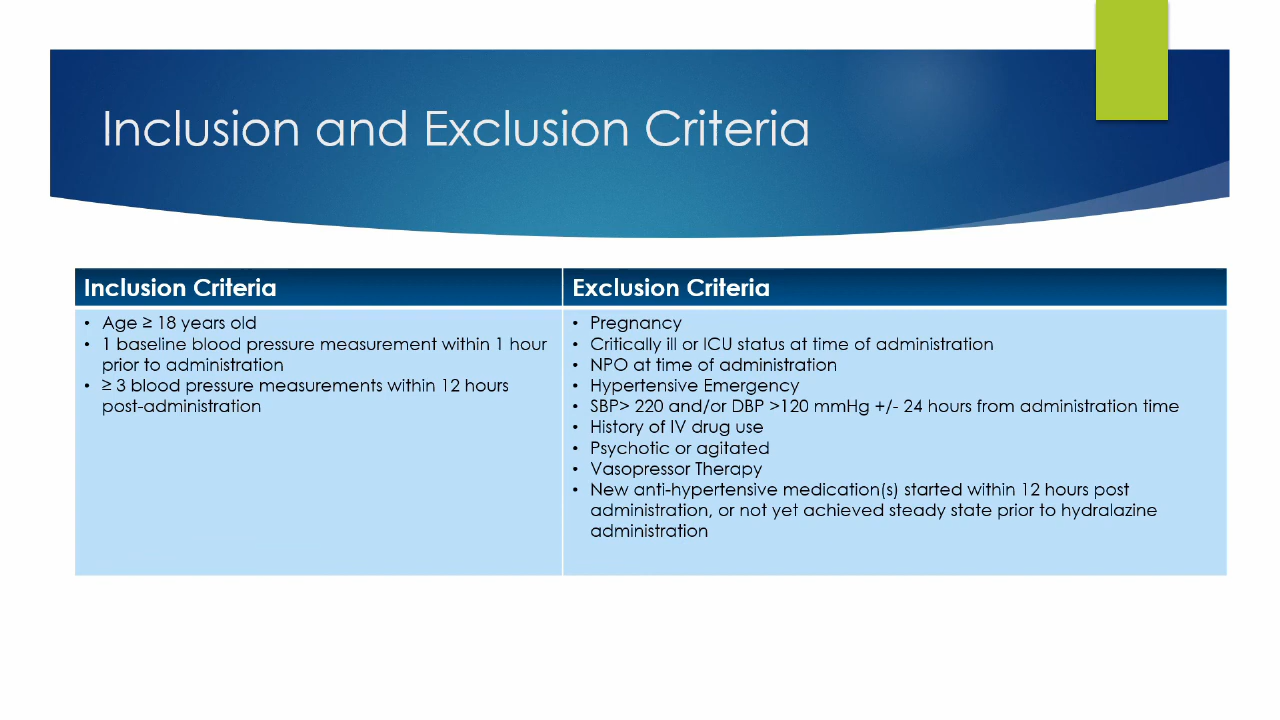 Inclusion and Exclusion Criteria
Inclusion Criteria
• Age ≥ 18 years old
• 1 baseline blood pressure measurement within 1 hour
prior to administration
• ≥ 3 blood pressure measurements within 12 hours
post-administration
Exclusion Criteria
• Pregnancy
• Critically ill or ICU status at time of administration
• NPO at time of administration
• Hypertensive Emergency
• SBP> 220 and/or DBP >120 mmHg +/- 24 hours from administration time
• History of IV drug use
• Psychotic or agitated
• Vasopressor Therapy
• New anti-hypertensive medication(s) started within 12 hours post
administration, or not yet achieved steady state prior to hydralazine
administration